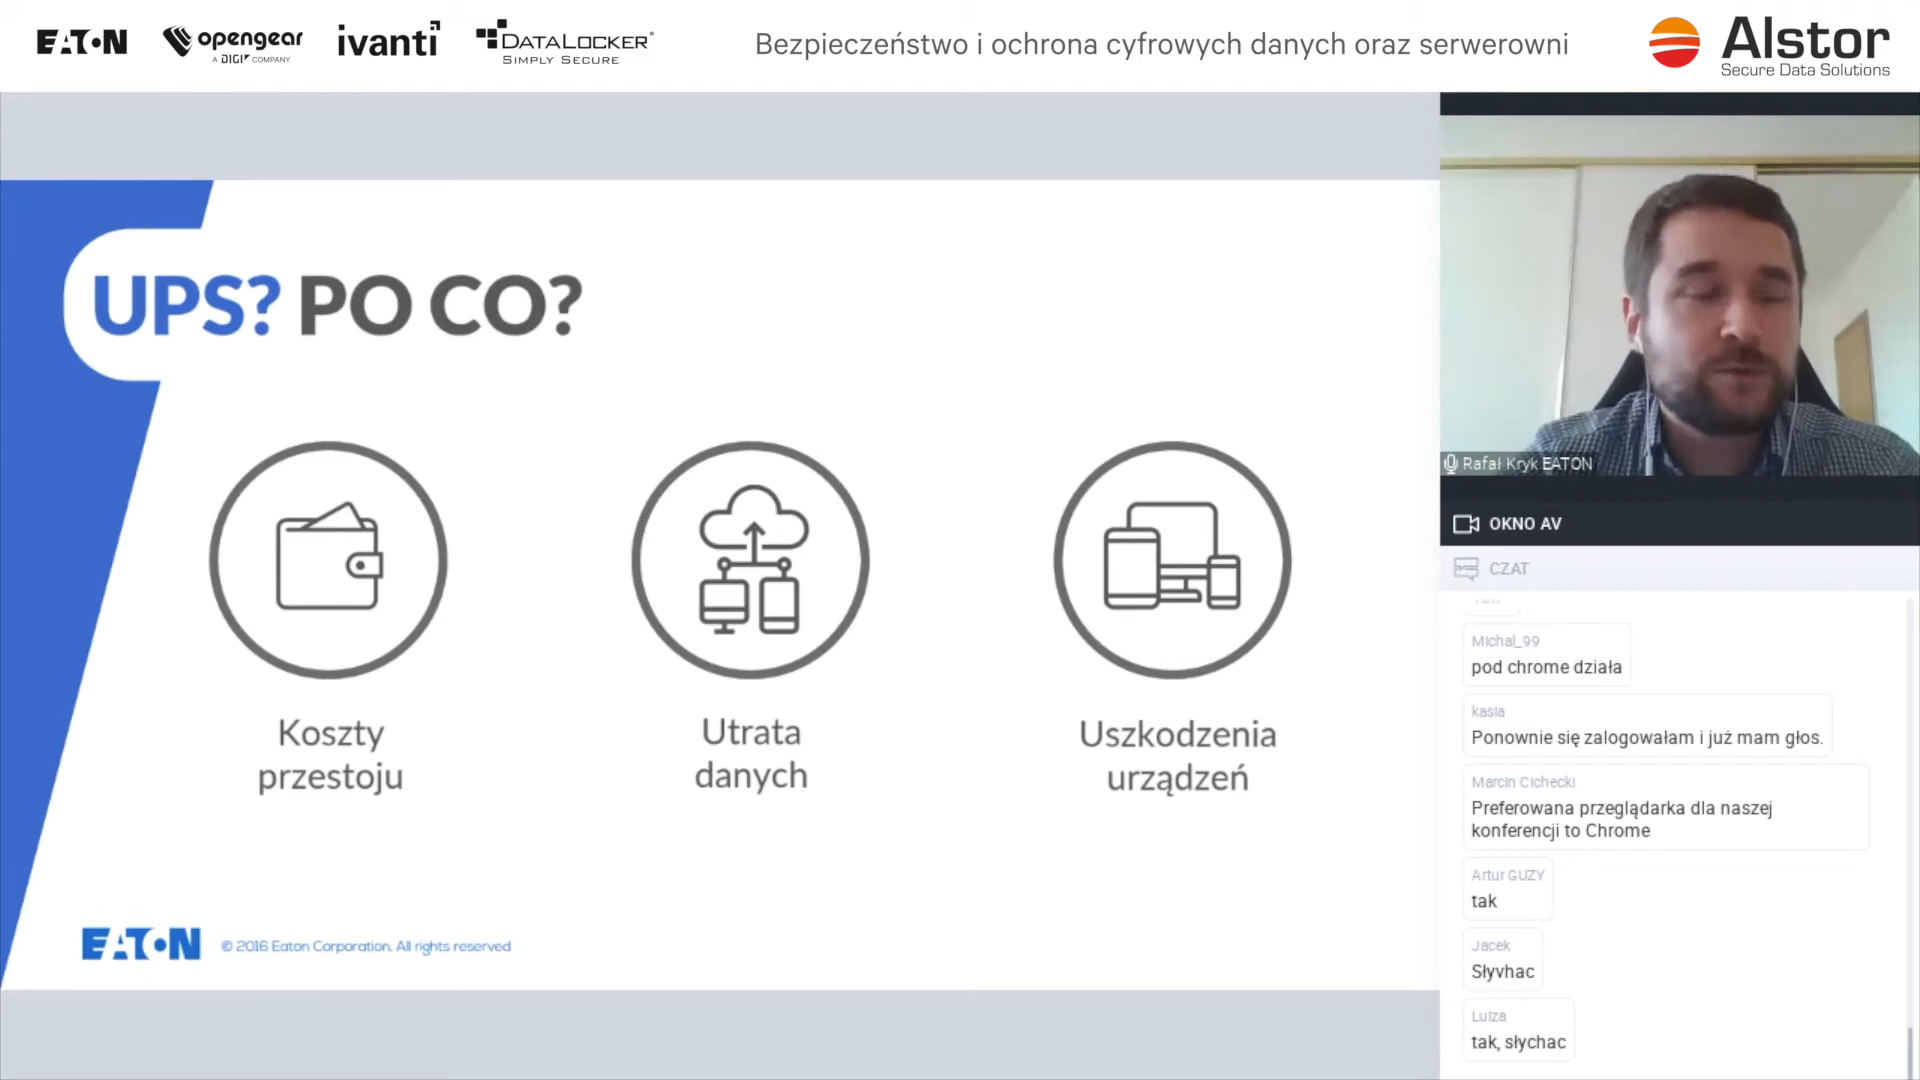 EATON
opengear
A DIGI COMPANY
ivanti
DATALOCKER
SIMPLY SECURE
Bezpieczeństwo i ochrona cyfrowych danych oraz serwerowni
Alstor
Secure Data Solutions
UPS? PO CO?
Koszty
przestoju
Utrata
danych
Uszkodzenia
urządzeń
EATON
© 2016 Eaton Corporation. All rights reserved
Rafał Kryk EATON
OKNO AV
CZAT
Michal_99
pod chrome działa
kasia
Ponownie się zalogowałam i już mam głos.
Marcin Cichecki
Preferowana przeglądarka dla naszej
konferencji to Chrome
Artur GUZY
tak
Jacek
Słyvhac
Luiza
tak, słychac